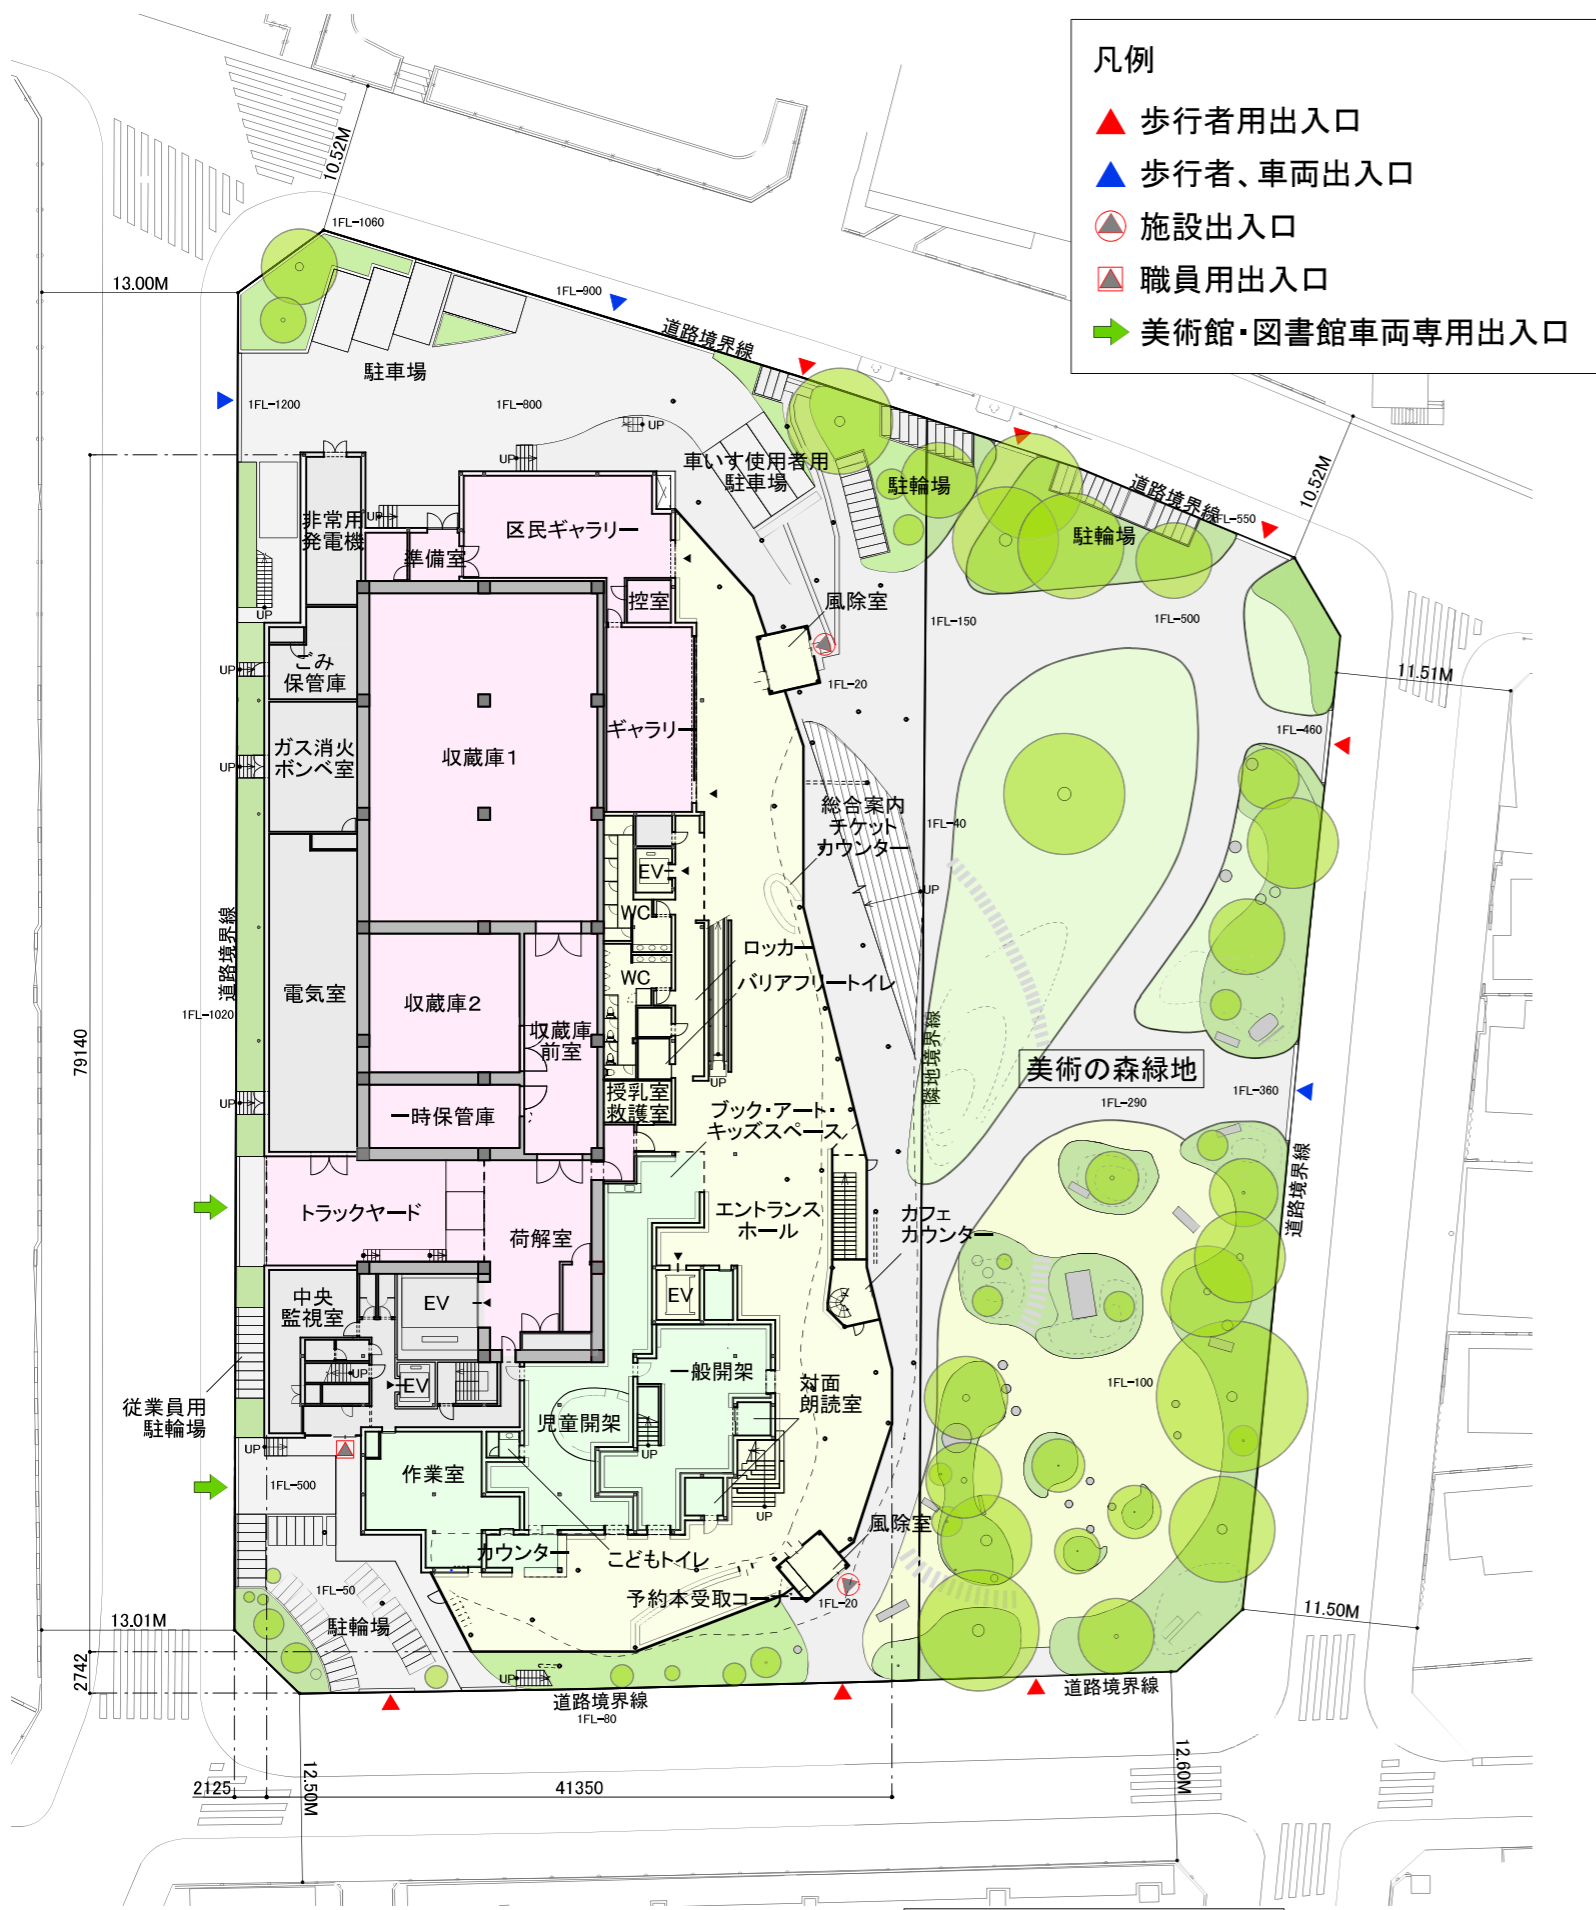 凡例
歩行者用出入口
歩行者、車両出入口
施設出入口
職員用出入口
美術館・図書館車両専用出入口
10.52M
1FL-1060
13.00M
1FL-900
道路境界線
駐車場
1FL-1200
1FL-800
UP
UP
車いす使用者用
駐車場
駐輪場
道路境界線
10.52M
1FL-550
駐輪場
非常用
発電機
UP
準備室
区民ギャラリー
控室
風除室
1FL-150
1FL-500
UP
ごみ
保管庫
UP
1FL-20
11.51M
ガス消火
ボンベ室
UP
収蔵庫1
ギャラリー
1FL-460
総合案内
チケット
カウンター
1FL-40
EV
UP
WC
ロッカー
WC
バリアフリートイレ
道路境界線
1FL-1020
電気室
収蔵庫2
収蔵庫
前室
隣地境界線
美術の森緑地
1FL-290
1FL-360
79140
UP
一時保管庫
授乳室
救護室
UP
ブック・アート・
キッズスペース
道路境界線
トラックヤード
荷解室
エントランス
ホール
カフェ
カウンター
中央
監視室
EV
EV
UP
EV
一般開架
対面
朗読室
1FL-100
従業員用
駐輪場
児童開架
UP
UP
作業室
1FL-500
UP
風除室
カウンター
こどもトイレ
予約本受取コーナー
1FL-20
1FL-50
駐輪場
13.01M
11.50M
2742
UP
道路境界線
1FL-80
道路境界線
2125
12.50M
41350
12.60M